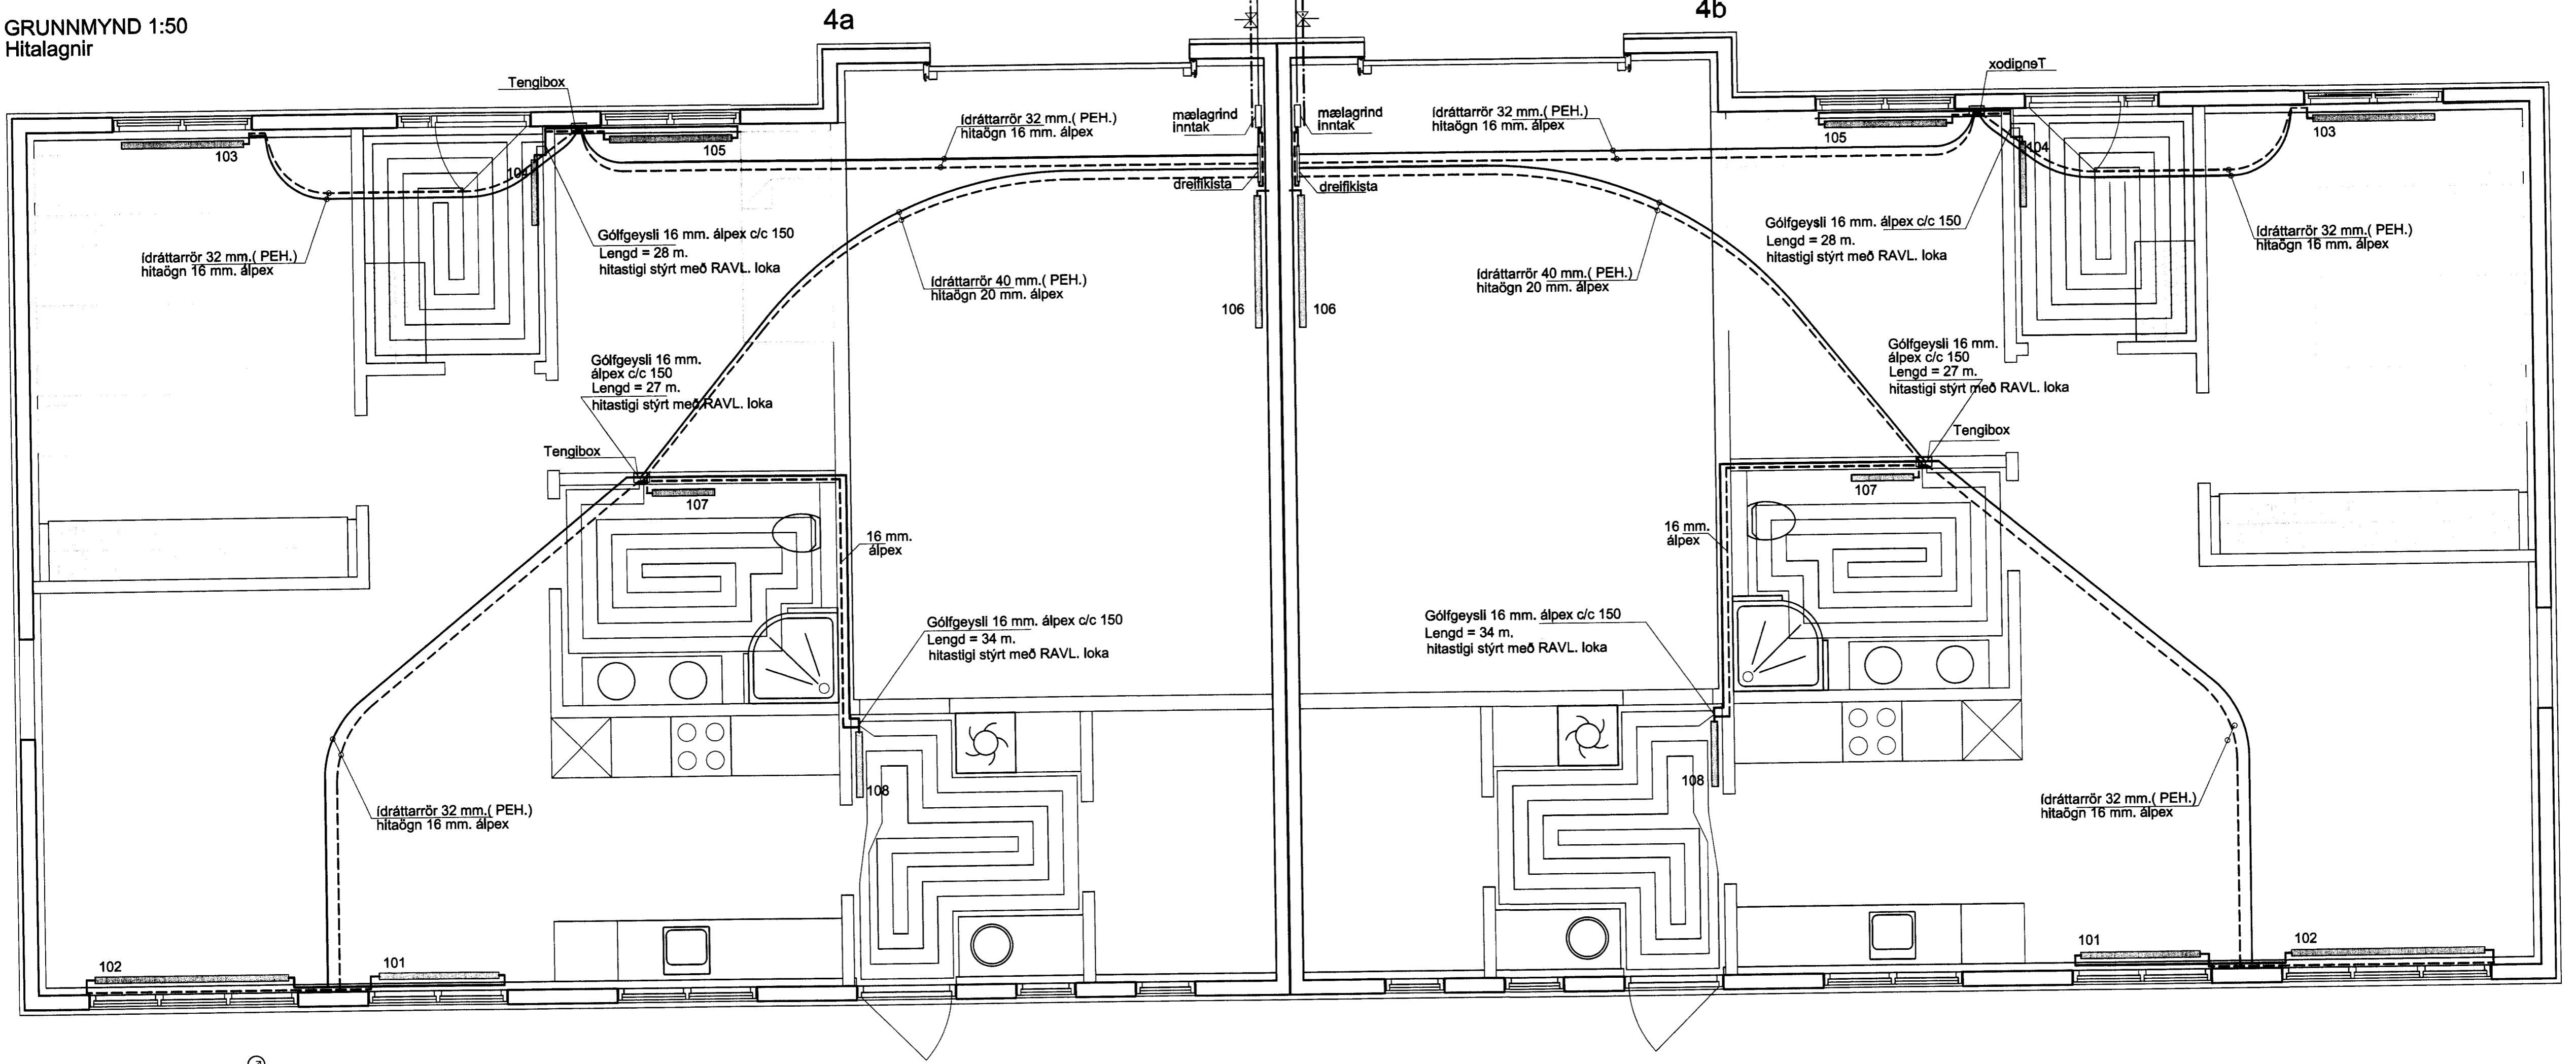 GRUNNMYND 1:50
Hitalagnir
4a
4b
Tengibox
103
104
105
ídráttarrör 32 mm.( PEH.)
hitaögn 16 mm. álpex
mælagrind
inntak
dreifikista
106
ídráttarrör 32 mm.( PEH.)
hitaögn 16 mm. álpex
Gólfgeysli 16 mm. álpex c/c 150
Lengd = 28 m.
hitastigi stýrt með RAVL. loka
ídráttarrör 40 mm.( PEH.)
hitaögn 20 mm. álpex
Gólfgeysli 16 mm.
álpex c/c 150
Lengd = 27 m.
hitastigi stýrt með RAVL. loka
Tengibox
107
16 mm.
álpex
Gólfgeysli 16 mm. álpex c/c 150
Lengd = 34 m.
hitastigi stýrt með RAVL. loka
108
ídráttarrör 32 mm.( PEH.)
hitaögn 16 mm. álpex
102
101
mælagrind
inntak
dreifikista
106
ídráttarrör 32 mm.( PEH.)
hitaögn 16 mm. álpex
Tengibox
105
104
103
Gólfgeysli 16 mm. álpex c/c 150
Lengd = 28 m.
hitastigi stýrt með RAVL. loka
ídráttarrör 32 mm.( PEH.)
hitaögn 16 mm. álpex
ídráttarrör 40 mm.( PEH.)
hitaögn 20 mm. álpex
Gólfgeysli 16 mm.
álpex c/c 150
Lengd = 27 m.
hitastigi stýrt með RAVL. loka
Tengibox
107
16 mm.
álpex
Gólfgeysli 16 mm. álpex c/c 150
Lengd = 34 m.
hitastigi stýrt með RAVL. loka
108
ídráttarrör 32 mm.( PEH.)
hitaögn 16 mm. álpex
101
102